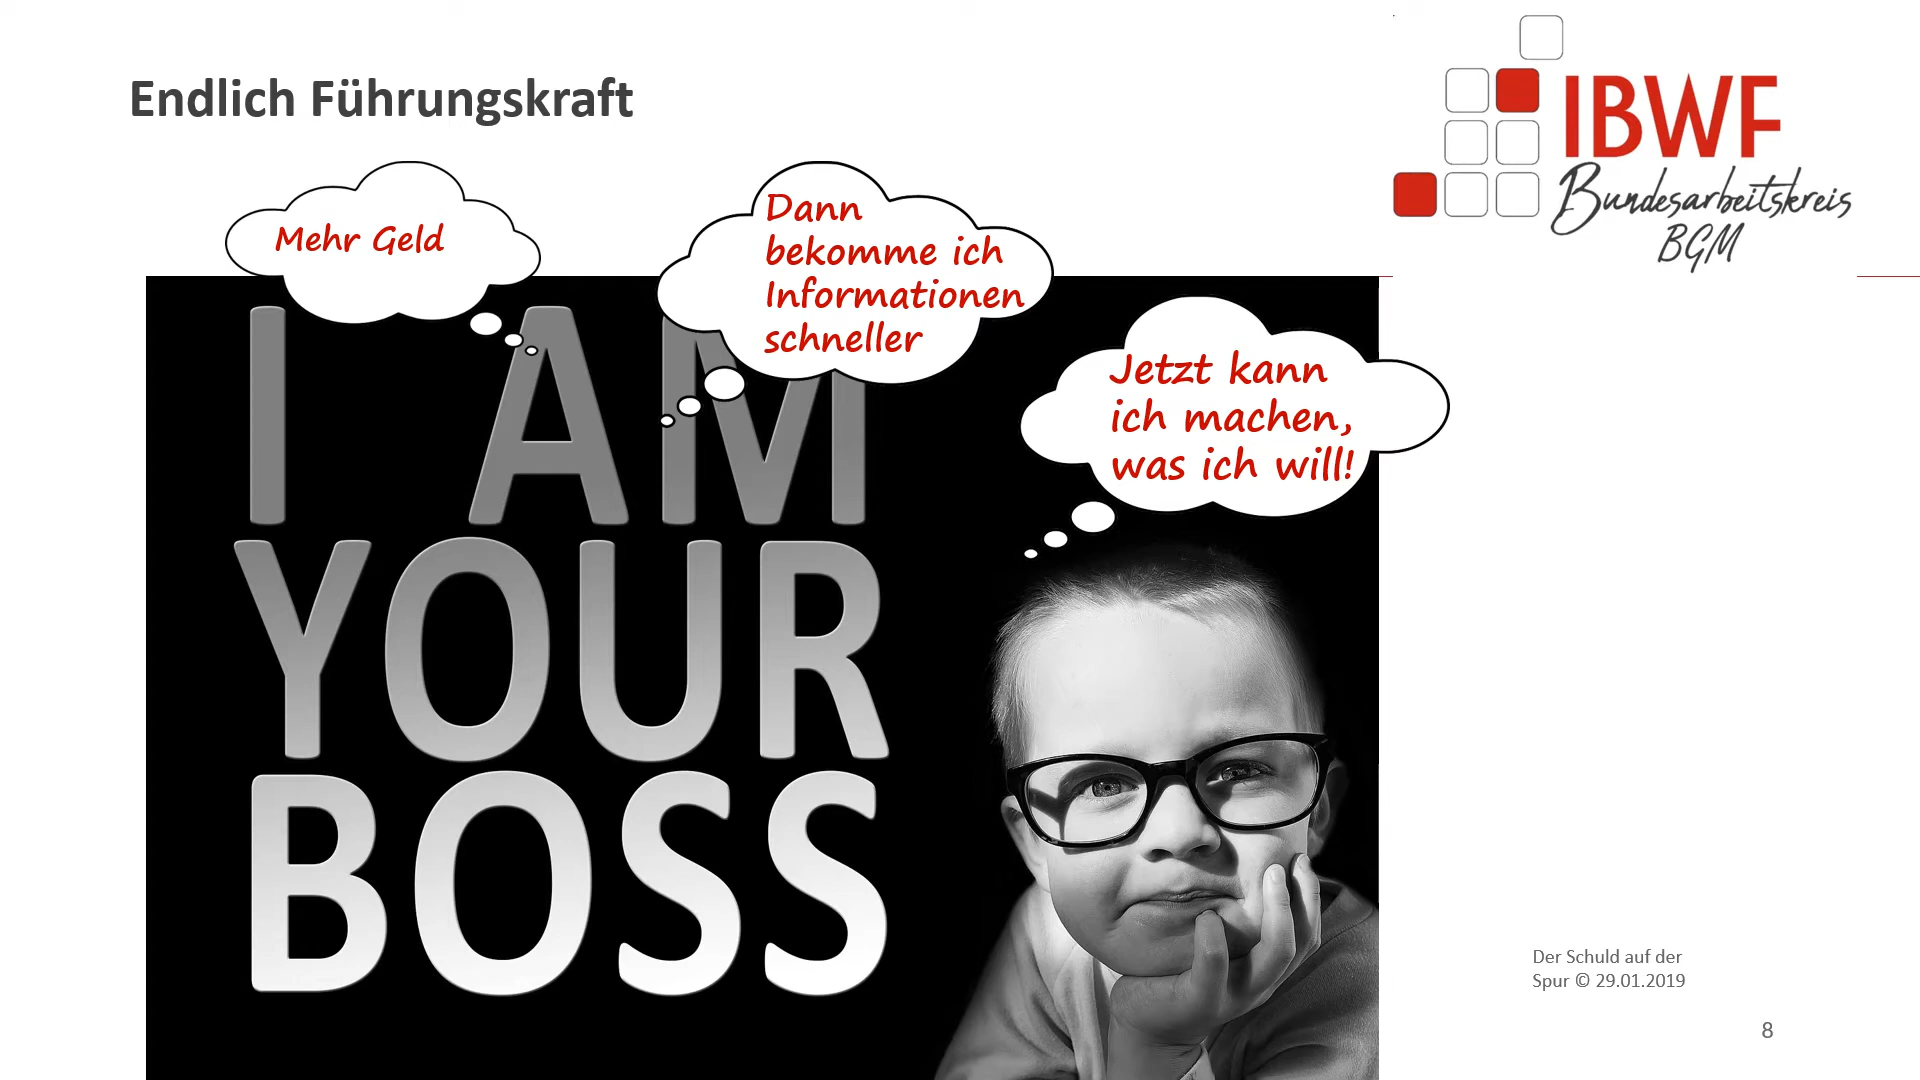 Endlich Führungskraft
IBWF
Bundesarbeitskreis
BGM
Mehr Geld
Dann
bekomme ich
Informationen
schneller
Jetzt kann
ich machen,
was ich will!
I AM
YOUR
BOSS
Der Schuld auf der
Spur © 29.01.2019
8